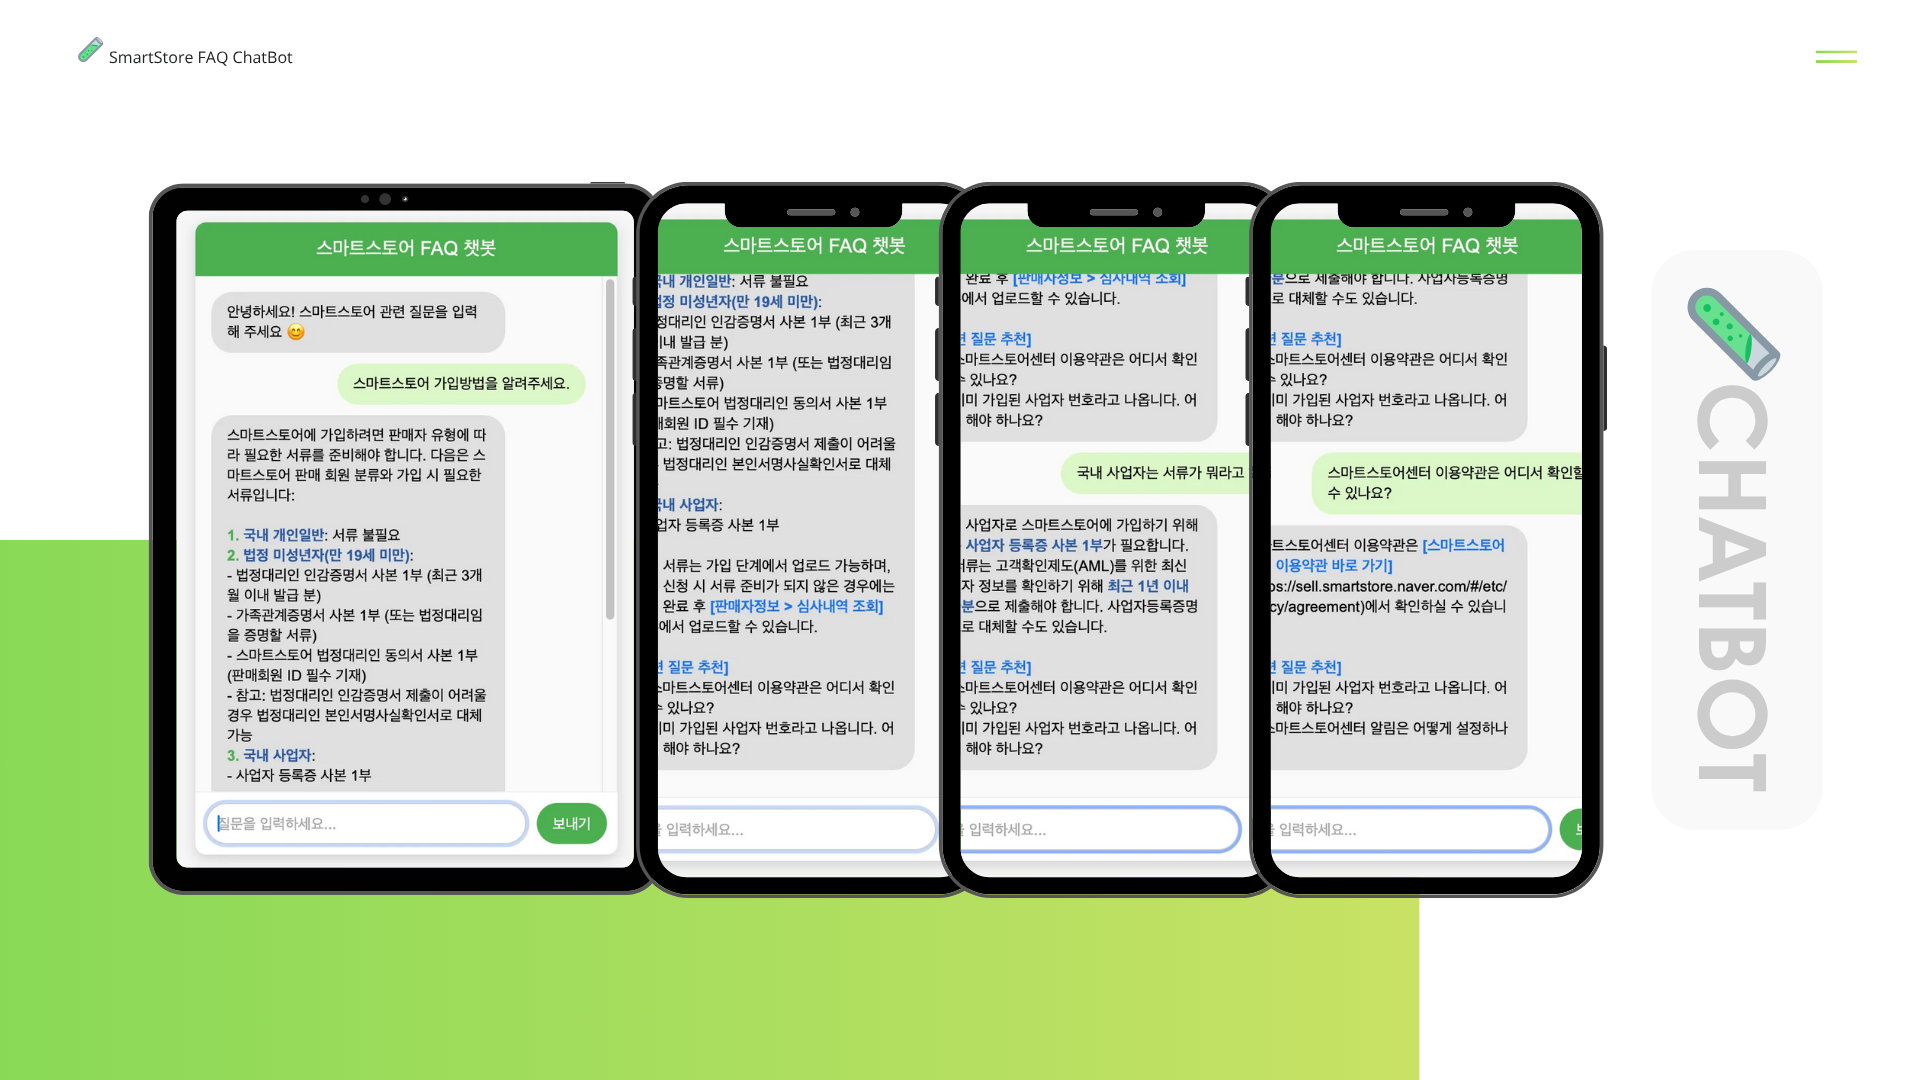 SmartStore FAQ ChatBot
스마트스토어 FAQ 챗봇
안녕하세요! 스마트스토어 관련 질문을 입력
해 주세요 😊
스마트스토어 가입방법을 알려주세요.
스마트스토어에 가입하려면 판매자 유형에 따
라 필요한 서류를 준비해야 합니다. 다음은 스
마트스토어 판매 회원 분류와 가입 시 필요한
서류입니다:
1. 국내 개인일반: 서류 불필요
2. 법정 미성년자(만 19세 미만):
- 법정대리인 인감증명서 사본 1부 (최근 3개
월 이내 발급 분)
- 가족관계증명서 사본 1부 (또는 법정대리임
을 증명할 서류)
- 스마트스토어 법정대리인 동의서 사본 1부
(판매회원 ID 필수 기재)
- 참고: 법정대리인 인감증명서 제출이 어려울
경우 법정대리인 본인서명사실확인서로 대체
가능
3. 국내 사업자:
- 사업자 등록증 사본 1부
질문을 입력하세요...
보내기
스마트스토어 FAQ 챗봇
국내 개인일반: 서류 불필요
법정 미성년자(만 19세 미만):
정대리인 인감증명서 사본 1부 (최근 3개
이내 발급 분)
족관계증명서 사본 1부 (또는 법정대리임
증명할 서류)
마트스토어 법정대리인 동의서 사본 1부
매회원 ID 필수 기재)
고: 법정대리인 인감증명서 제출이 어려울
법정대리인 본인서명사실확인서로 대체
국내 사업자:
업자 등록증 사본 1부
서류는 가입 단계에서 업로드 가능하며,
신청 시 서류 준비가 되지 않은 경우에는
완료 후 [판매자정보 > 심사내역 조회]
에서 업로드할 수 있습니다.
질문 추천]
스마트스토어센터 이용약관은 어디서 확인
수 있나요?
이미 가입된 사업자 번호라고 나옵니다. 어
해야 하나요?
입력하세요...
스마트스토어 FAQ 챗봇
완료 후 [판매자정보 > 심사내역 조회]
에서 업로드할 수 있습니다.
질문 추천]
스마트스토어센터 이용약관은 어디서 확인
수 있나요?
이미 가입된 사업자 번호라고 나옵니다. 어
해야 하나요?
국내 사업자는 서류가 뭐라고
사업자로 스마트스토어에 가입하기 위해
사업자 등록증 사본 1부가 필요합니다.
서류는 고객확인제도(AML)를 위한 최신
자 정보를 확인하기 위해 최근 1년 이내
분으로 제출해야 합니다. 사업자등록증명
로 대체할 수도 있습니다.
질문 추천]
스마트스토어센터 이용약관은 어디서 확인
수 있나요?
이미 가입된 사업자 번호라고 나옵니다. 어
해야 하나요?
입력하세요...
스마트스토어 FAQ 챗봇
분으로 제출해야 합니다. 사업자등록증명
로 대체할 수도 있습니다.
질문 추천]
스마트스토어센터 이용약관은 어디서 확인
수 있나요?
이미 가입된 사업자 번호라고 나옵니다. 어
해야 하나요?
스마트스토어센터 이용약관은 어디서 확인할
수 있나요?
트스토어센터 이용약관은 [스마트스토어
이용약관 바로 가기]
ps://sell.smartstore.naver.com/#/etc/
cy/agreement)에서 확인하실 수 있습니
질문 추천]
이미 가입된 사업자 번호라고 나옵니다. 어
해야 하나요?
스마트스토어센터 알림은 어떻게 설정하나
입력하세요...
CHATBOT